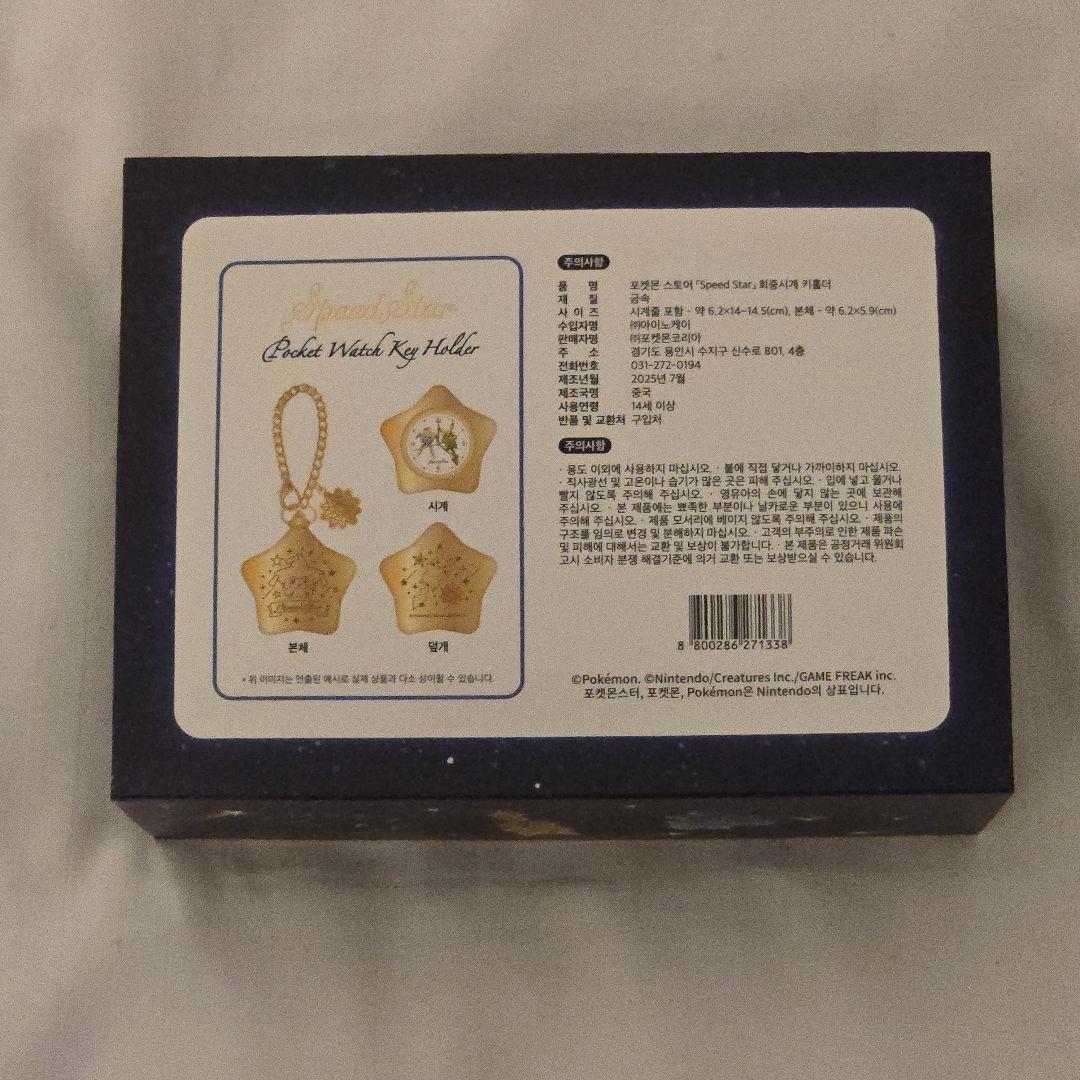 Speed Star
Pocket Watch Key Holder
시계
본체
덮개
* 위 이미지는 연출된 예시로 실제 상품과 다소 상이할 수 있습니다.
주의사항
품 명 포켓몬 스토어 「Speed Star」 회중시계 키홀더
재 질 금속
사 이 즈 시계줄 포함 - 약 6.2×14~14.5(cm), 본체 - 약 6.2×5.9(cm)
수입자명 ㈜아이노케이
판매자명 ㈜포켓몬코리아
주 소 경기도 용인시 수지구 신수로 801, 4층
전화번호 031-272-0194
제조년월 2025년 7월
제조국명 중국
사용연령 14세 이상
반품 및 교환처 구입처
주의사항
· 용도 이외에 사용하지 마십시오. · 불에 직접 닿거나 가까이하지 마십시오.
· 직사광선 및 고온이나 습기가 많은 곳은 피해 주십시오. · 입에 넣고 물거나
빨지 않도록 주의해 주십시오. · 영유아의 손에 닿지 않는 곳에 보관해
주십시오. · 본 제품에는 뾰족한 부분이나 날카로운 부분이 있으니 사용에
주의해 주십시오. · 제품 모서리에 베이지 않도록 주의해 주십시오. · 제품의
구조를 임의로 변경 및 분해하지 마십시오. · 고객의 부주의로 인한 제품 파손
및 피해에 대해서는 교환 및 보상이 불가합니다. · 본 제품은 공정거래 위원회
고시 소비자 분쟁 해결기준에 의거 교환 또는 보상받으실 수 있습니다.
8 800286 271338
©Pokémon. ©Nintendo/Creatures Inc./GAME FREAK inc.
포켓몬스터, 포켓몬, Pokémon은 Nintendo의 상표입니다.